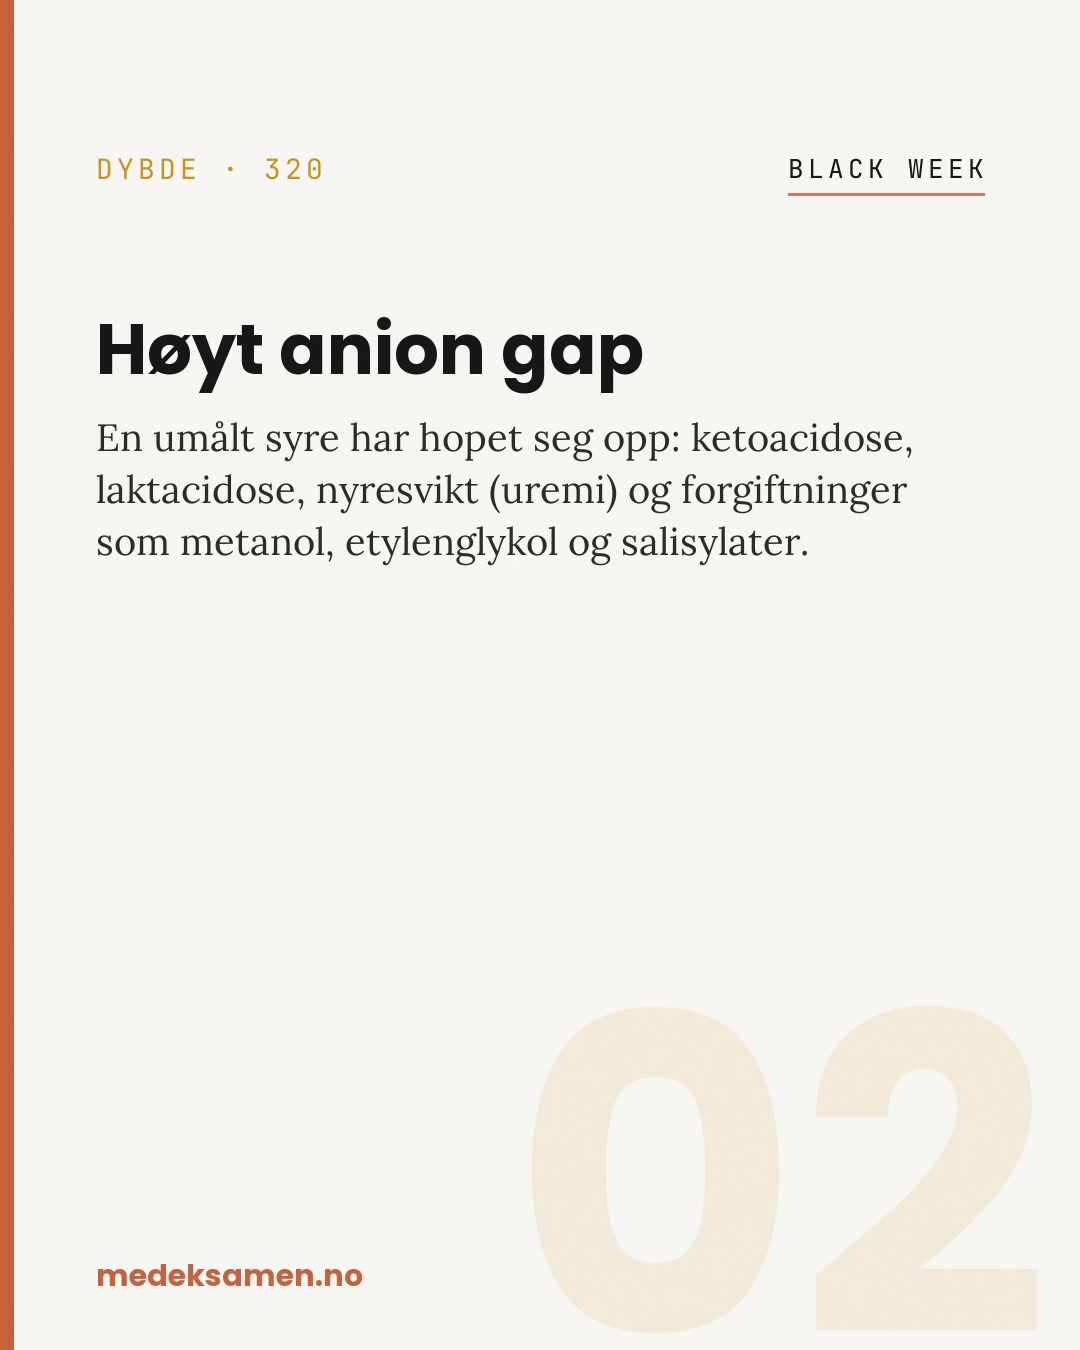 DYBDE · 320
BLACK WEEK
Høyt anion gap
En umålt syre har hopet seg opp: ketoacidose,
laktacidose, nyresvikt (uremi) og forgiftninger
som metanol, etylenglykol og salisylater.
02
medeksamen.no